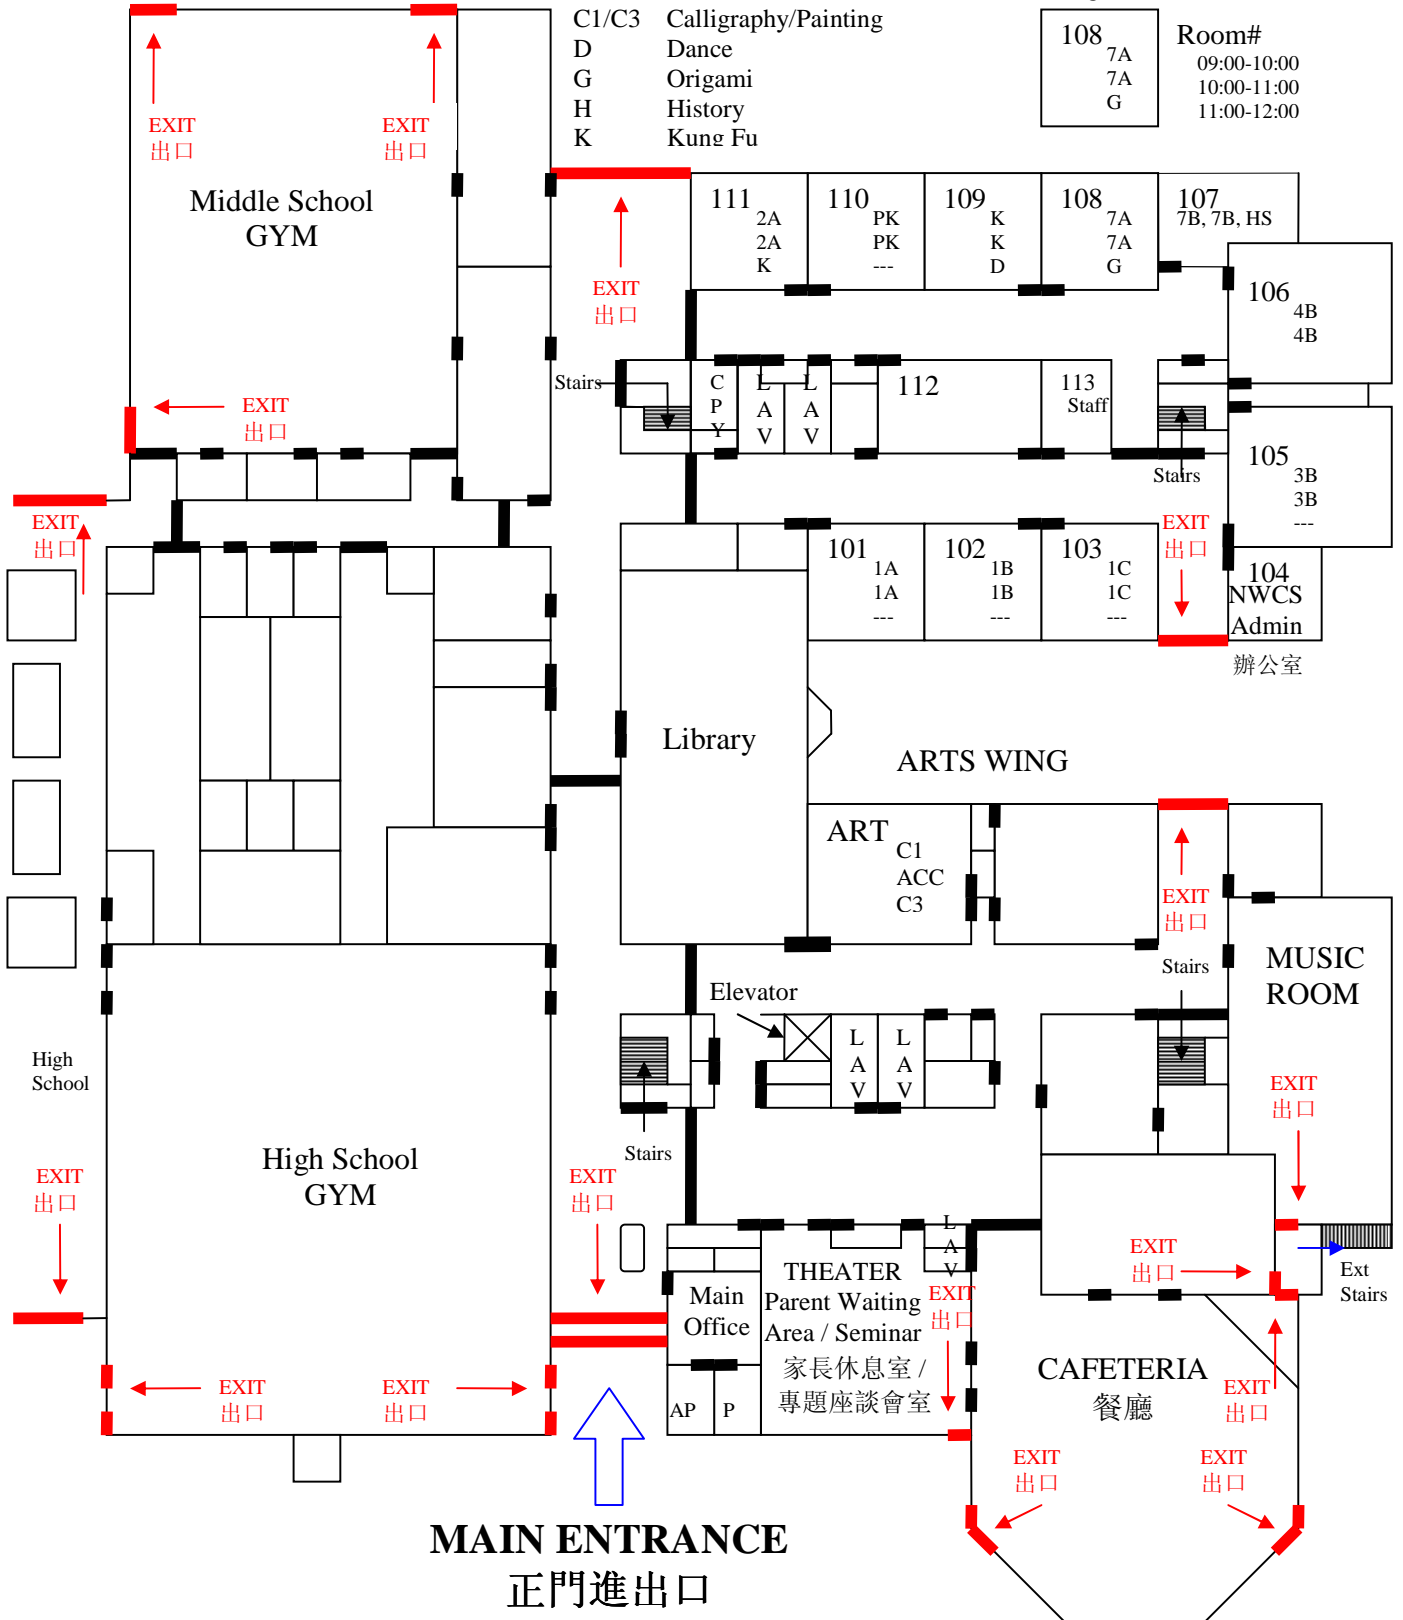 C1/C3 Calligraphy/Painting
D Dance
G Origami
H History
K Kung Fu
108
7A
7A
G
Room#
09:00-10:00
10:00-11:00
11:00-12:00
EXIT
出口
EXIT
出口
Middle School
GYM
EXIT
出口
111
2A
2A
K
110
PK
PK
---
109
K
K
D
108
7A
7A
G
107
7B, 7B, HS
106
4B
4B
Stairs
C
P
Y
L
A
V
L
A
V
112
113
Staff
Stairs
EXIT
出口
105
3B
3B
---
EXIT
出口
EXIT
出口
101
1A
1A
---
102
1B
1B
---
103
1C
1C
---
104
NWCS
Admin
辦公室
Library
ARTS WING
ART
C1
ACC
C3
EXIT
出口
Stairs
MUSIC
ROOM
Elevator
L
A
V
L
A
V
High
School
EXIT
出口
High School
GYM
Stairs
EXIT
出口
EXIT
出口
L
A
V
EXIT
出口
Ext
Stairs
Main
Office
THEATER
Parent Waiting
Area / Seminar
家長休息室 /
專題座談會室
EXIT
出口
AP
P
CAFETERIA
餐廳
EXIT
出口
EXIT
出口
EXIT
出口
EXIT
出口
EXIT
出口
MAIN ENTRANCE
正門進出口